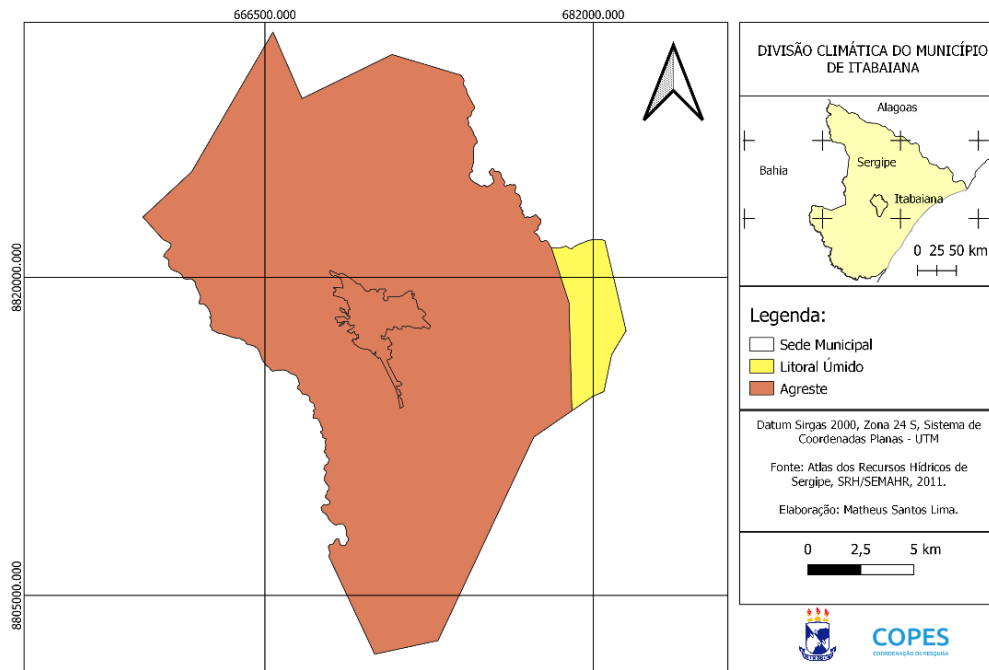 666500.000
682000.000
8820000.000
8805000.000
DIVISÃO CLIMÁTICA DO MUNICÍPIO
DE ITABAIANA
Alagoas
Bahia
Sergipe
Itabaiana
0 25 50 km
Legenda:
Sede Municipal
Litoral Úmido
Agreste
Datum Sirgas 2000, Zona 24 S, Sistema de
Coordenadas Planas - UTM
Fonte: Atlas dos Recursos Hídricos de
Sergipe, SRH/SEMAHR, 2011.
Elaboração: Matheus Santos Lima.
0 2,5 5 km
COPES
COORDENAÇÃO DE PESQUISA